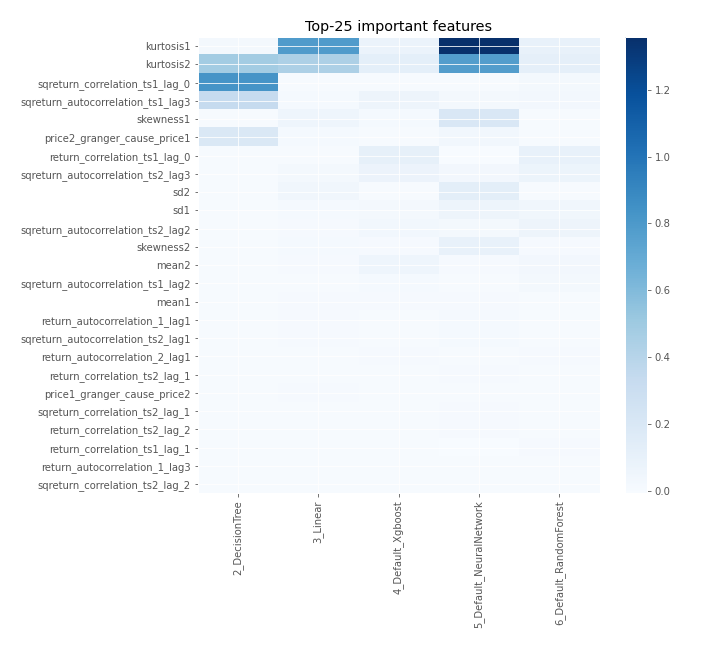 Top-25 important features
kurtosis1
kurtosis2
sqreturn_correlation_ts1_lag_0
sqreturn_autocorrelation_ts1_lag3
skewness1
price2_granger_cause_price1
return_correlation_ts1_lag_0
sqreturn_autocorrelation_ts2_lag3
sd2
sd1
sqreturn_autocorrelation_ts2_lag2
skewness2
mean2
sqreturn_autocorrelation_ts1_lag2
mean1
return_autocorrelation_1_lag1
sqreturn_autocorrelation_ts2_lag1
return_autocorrelation_2_lag1
return_correlation_ts2_lag_1
price1_granger_cause_price2
sqreturn_correlation_ts2_lag_1
return_correlation_ts2_lag_2
return_correlation_ts1_lag_1
return_autocorrelation_1_lag3
sqreturn_correlation_ts2_lag_2
2_DecisionTree
3_Linear
4_Default_Xgboost
5_Default_NeuralNetwork
6_Default_RandomForest
1.2
1.0
0.8
0.6
0.4
0.2
0.0